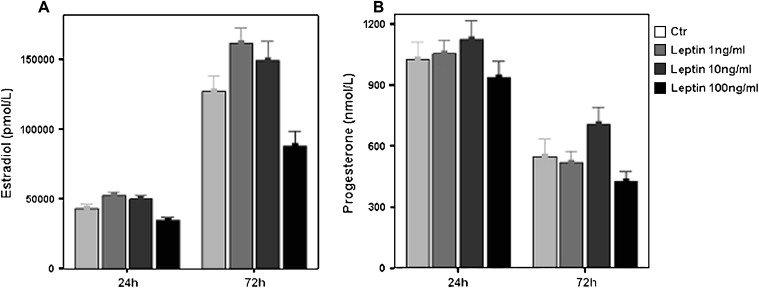 A
Estradiol (pmol/L)
150000
100000
50000
0
24h
72h
B
Progesterone (nmol/L)
1200
900
600
300
0
24h
72h
Ctr
Leptin 1ng/ml
Leptin 10ng/ml
Leptin 100ng/ml